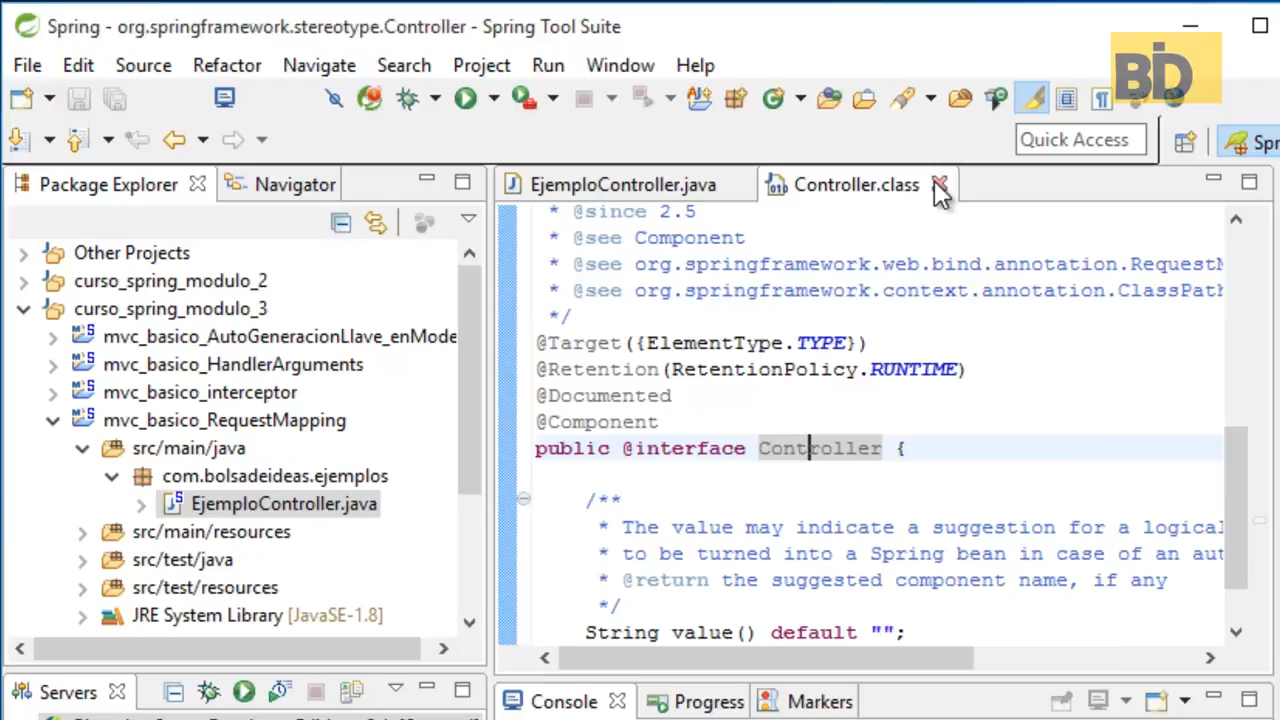 Spring - org.springframework.stereotype.Controller - Spring Tool Suite
File Edit Source Refactor Navigate Search Project Run Window Help
BD
Quick Access
Spr
Package Explorer Navigator
EjemploController.java Controller.class
Other Projects
curso_spring_modulo_2
curso_spring_modulo_3
mvc_basico_AutoGeneracionLlave_enMode
mvc_basico_HandlerArguments
mvc_basico_interceptor
mvc_basico_RequestMapping
src/main/java
com.bolsadeideas.ejemplos
EjemploController.java
src/main/resources
src/test/java
src/test/resources
JRE System Library [JavaSE-1.8]
* @since 2.5
* @see Component
* @see org.springframework.web.bind.annotation.RequestM
* @see org.springframework.context.annotation.ClassPath
*/
@Target({ElementType.TYPE})
@Retention(RetentionPolicy.RUNTIME)
@Documented
@Component
public @interface Controller {
/**
* The value may indicate a suggestion for a logical
* to be turned into a Spring bean in case of an aut
* @return the suggested component name, if any
*/
String value() default "";
Servers
Console Progress Markers